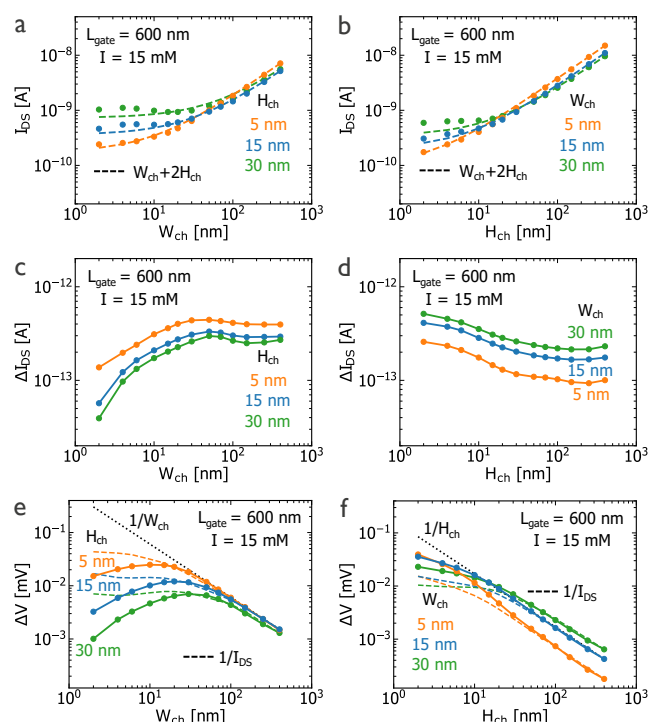 a
L_gate = 600 nm
I = 15 mM
H_ch
5 nm
15 nm
30 nm
W_ch+2H_ch
10^-8
10^-9
10^-10
I_DS [A]
10^0 10^1 10^2 10^3
W_ch [nm]
b
L_gate = 600 nm
I = 15 mM
W_ch
5 nm
15 nm
30 nm
W_ch+2H_ch
10^-8
10^-9
10^-10
I_DS [A]
10^0 10^1 10^2 10^3
H_ch [nm]
c
L_gate = 600 nm
I = 15 mM
H_ch
5 nm
15 nm
30 nm
10^-12
10^-13
ΔI_DS [A]
10^0 10^1 10^2 10^3
W_ch [nm]
d
L_gate = 600 nm
I = 15 mM
W_ch
30 nm
15 nm
5 nm
10^-12
10^-13
ΔI_DS [A]
10^0 10^1 10^2 10^3
H_ch [nm]
e
L_gate = 600 nm
I = 15 mM
1/W_ch
H_ch
5 nm
15 nm
30 nm
1/I_DS
10^-1
10^-2
10^-3
ΔV [mV]
10^0 10^1 10^2 10^3
W_ch [nm]
f
L_gate = 600 nm
I = 15 mM
1/H_ch
1/I_DS
W_ch
5 nm
15 nm
30 nm
10^-1
10^-2
10^-3
ΔV [mV]
10^0 10^1 10^2 10^3
H_ch [nm]